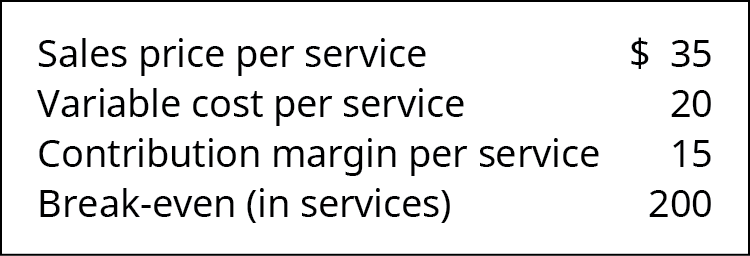 Sales price per service $ 35
Variable cost per service 20
Contribution margin per service 15
Break-even (in services) 200